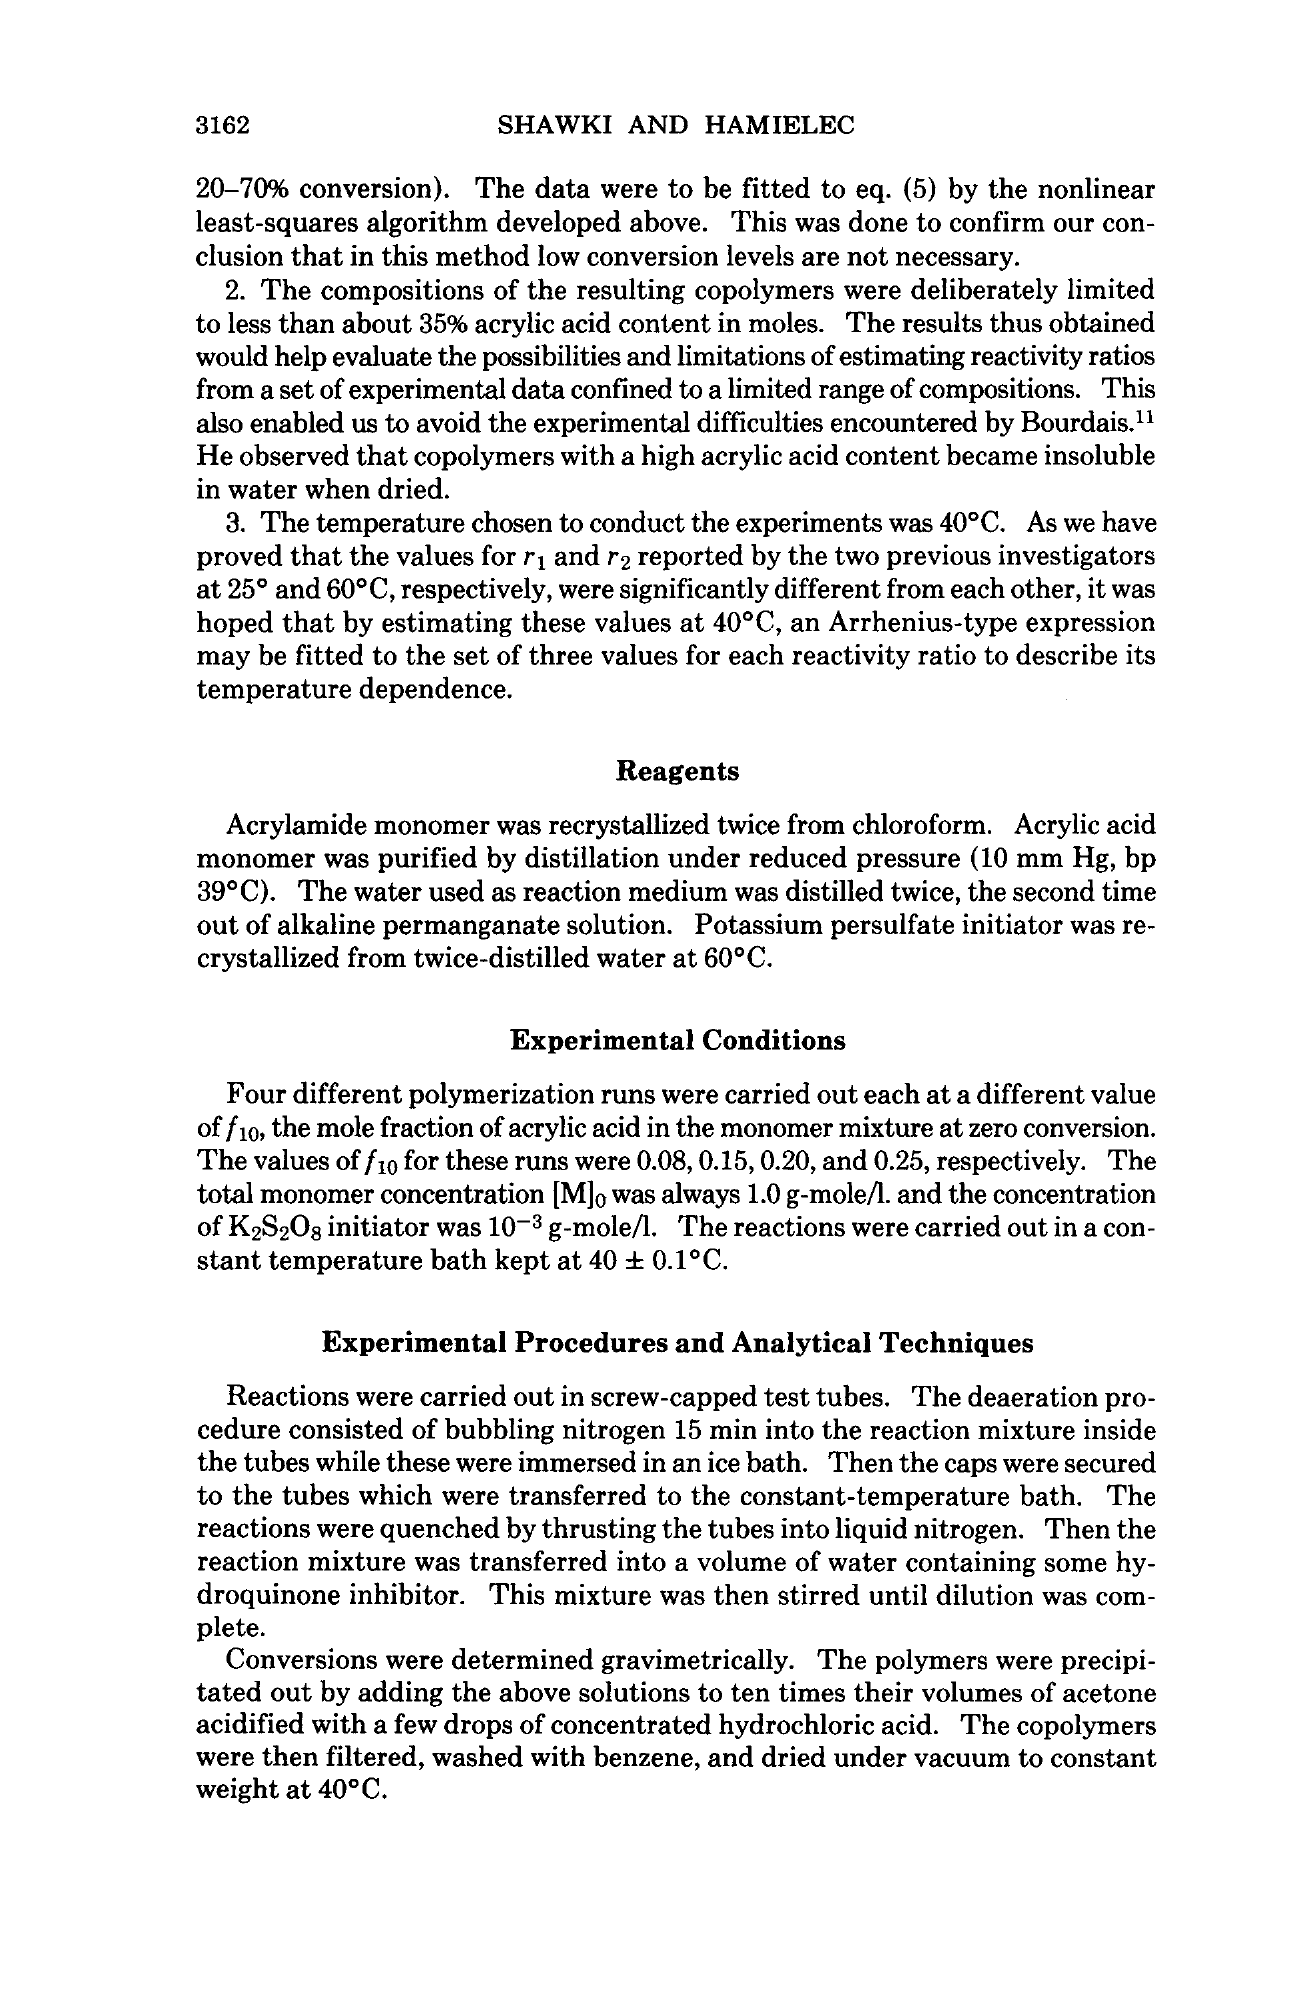 3162 SHAWKI AND HAMIELEC
20–70% conversion). The data were to be fitted to eq. (5) by the nonlinear
least-squares algorithm developed above. This was done to confirm our con-
clusion that in this method low conversion levels are not necessary.
2. The compositions of the resulting copolymers were deliberately limited
to less than about 35% acrylic acid content in moles. The results thus obtained
would help evaluate the possibilities and limitations of estimating reactivity ratios
from a set of experimental data confined to a limited range of compositions. This
also enabled us to avoid the experimental difficulties encountered by Bourdais.¹¹
He observed that copolymers with a high acrylic acid content became insoluble
in water when dried.
3. The temperature chosen to conduct the experiments was 40°C. As we have
proved that the values for r₁ and r₂ reported by the two previous investigators
at 25° and 60°C, respectively, were significantly different from each other, it was
hoped that by estimating these values at 40°C, an Arrhenius-type expression
may be fitted to the set of three values for each reactivity ratio to describe its
temperature dependence.
Reagents
Acrylamide monomer was recrystallized twice from chloroform. Acrylic acid
monomer was purified by distillation under reduced pressure (10 mm Hg, bp
39°C). The water used as reaction medium was distilled twice, the second time
out of alkaline permanganate solution. Potassium persulfate initiator was re-
crystallized from twice-distilled water at 60°C.
Experimental Conditions
Four different polymerization runs were carried out each at a different value
of f₁₀, the mole fraction of acrylic acid in the monomer mixture at zero conversion.
The values of f₁₀ for these runs were 0.08, 0.15, 0.20, and 0.25, respectively. The
total monomer concentration [M]₀ was always 1.0 g-mole/l. and the concentration
of K₂S₂O₈ initiator was 10⁻³ g-mole/l. The reactions were carried out in a con-
stant temperature bath kept at 40 ± 0.1°C.
Experimental Procedures and Analytical Techniques
Reactions were carried out in screw-capped test tubes. The deaeration pro-
cedure consisted of bubbling nitrogen 15 min into the reaction mixture inside
the tubes while these were immersed in an ice bath. Then the caps were secured
to the tubes which were transferred to the constant-temperature bath. The
reactions were quenched by thrusting the tubes into liquid nitrogen. Then the
reaction mixture was transferred into a volume of water containing some hy-
droquinone inhibitor. This mixture was then stirred until dilution was com-
plete.
Conversions were determined gravimetrically. The polymers were precipi-
tated out by adding the above solutions to ten times their volumes of acetone
acidified with a few drops of concentrated hydrochloric acid. The copolymers
were then filtered, washed with benzene, and dried under vacuum to constant
weight at 40°C.